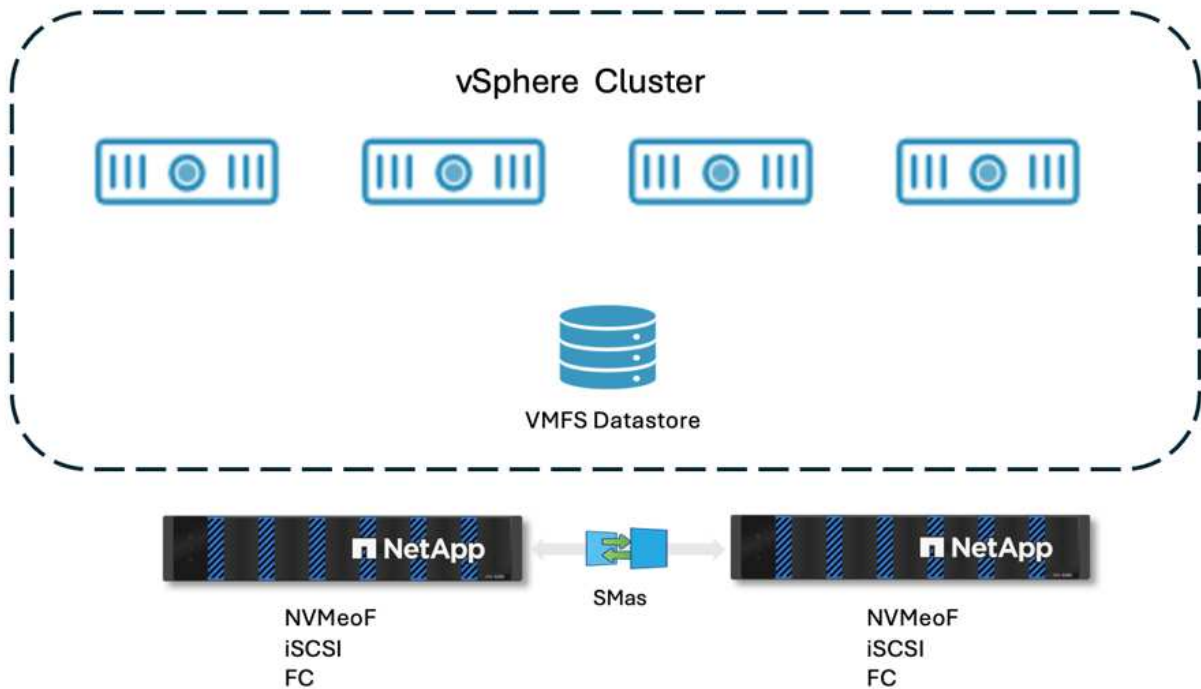 vSphere Cluster
VMFS Datastore
NetApp
NetApp
SMas
NVMeoF
iSCSI
FC
NVMeoF
iSCSI
FC